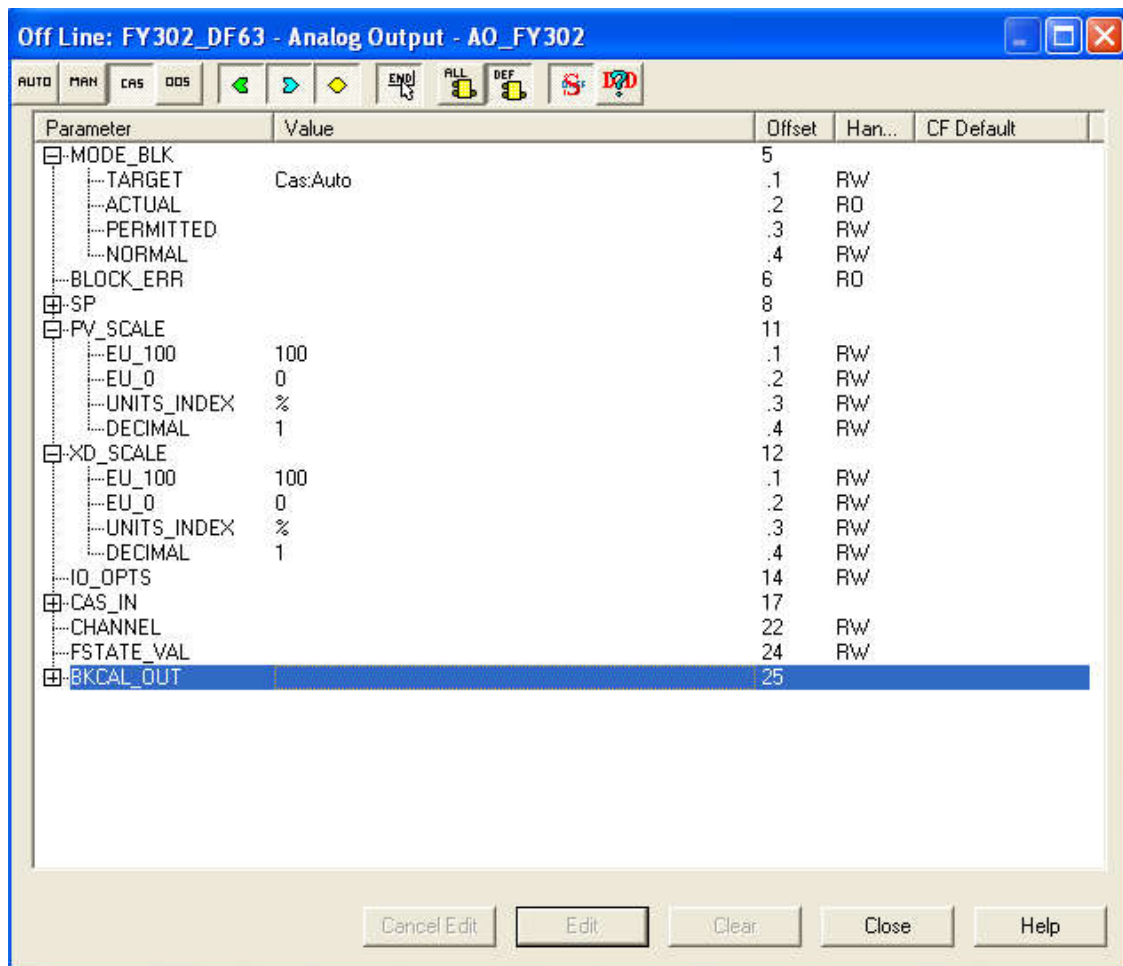 Off Line: FY302_DF63 - Analog Output - AO_FY302
AUTO MAN CAS OOS END ALL DEF S DD
Parameter Value Offset Han... CF Default
MODE_BLK 5
TARGET Cas:Auto .1 RW
ACTUAL .2 RO
PERMITTED .3 RW
NORMAL .4 RW
BLOCK_ERR 6 RO
SP 8
PV_SCALE 11
EU_100 100 .1 RW
EU_0 0 .2 RW
UNITS_INDEX % .3 RW
DECIMAL 1 .4 RW
XD_SCALE 12
EU_100 100 .1 RW
EU_0 0 .2 RW
UNITS_INDEX % .3 RW
DECIMAL 1 .4 RW
IO_OPTS 14 RW
CAS_IN 17
CHANNEL 22 RW
FSTATE_VAL 24 RW
BKCAL_OUT 25
Cancel Edit Edit Clear Close Help